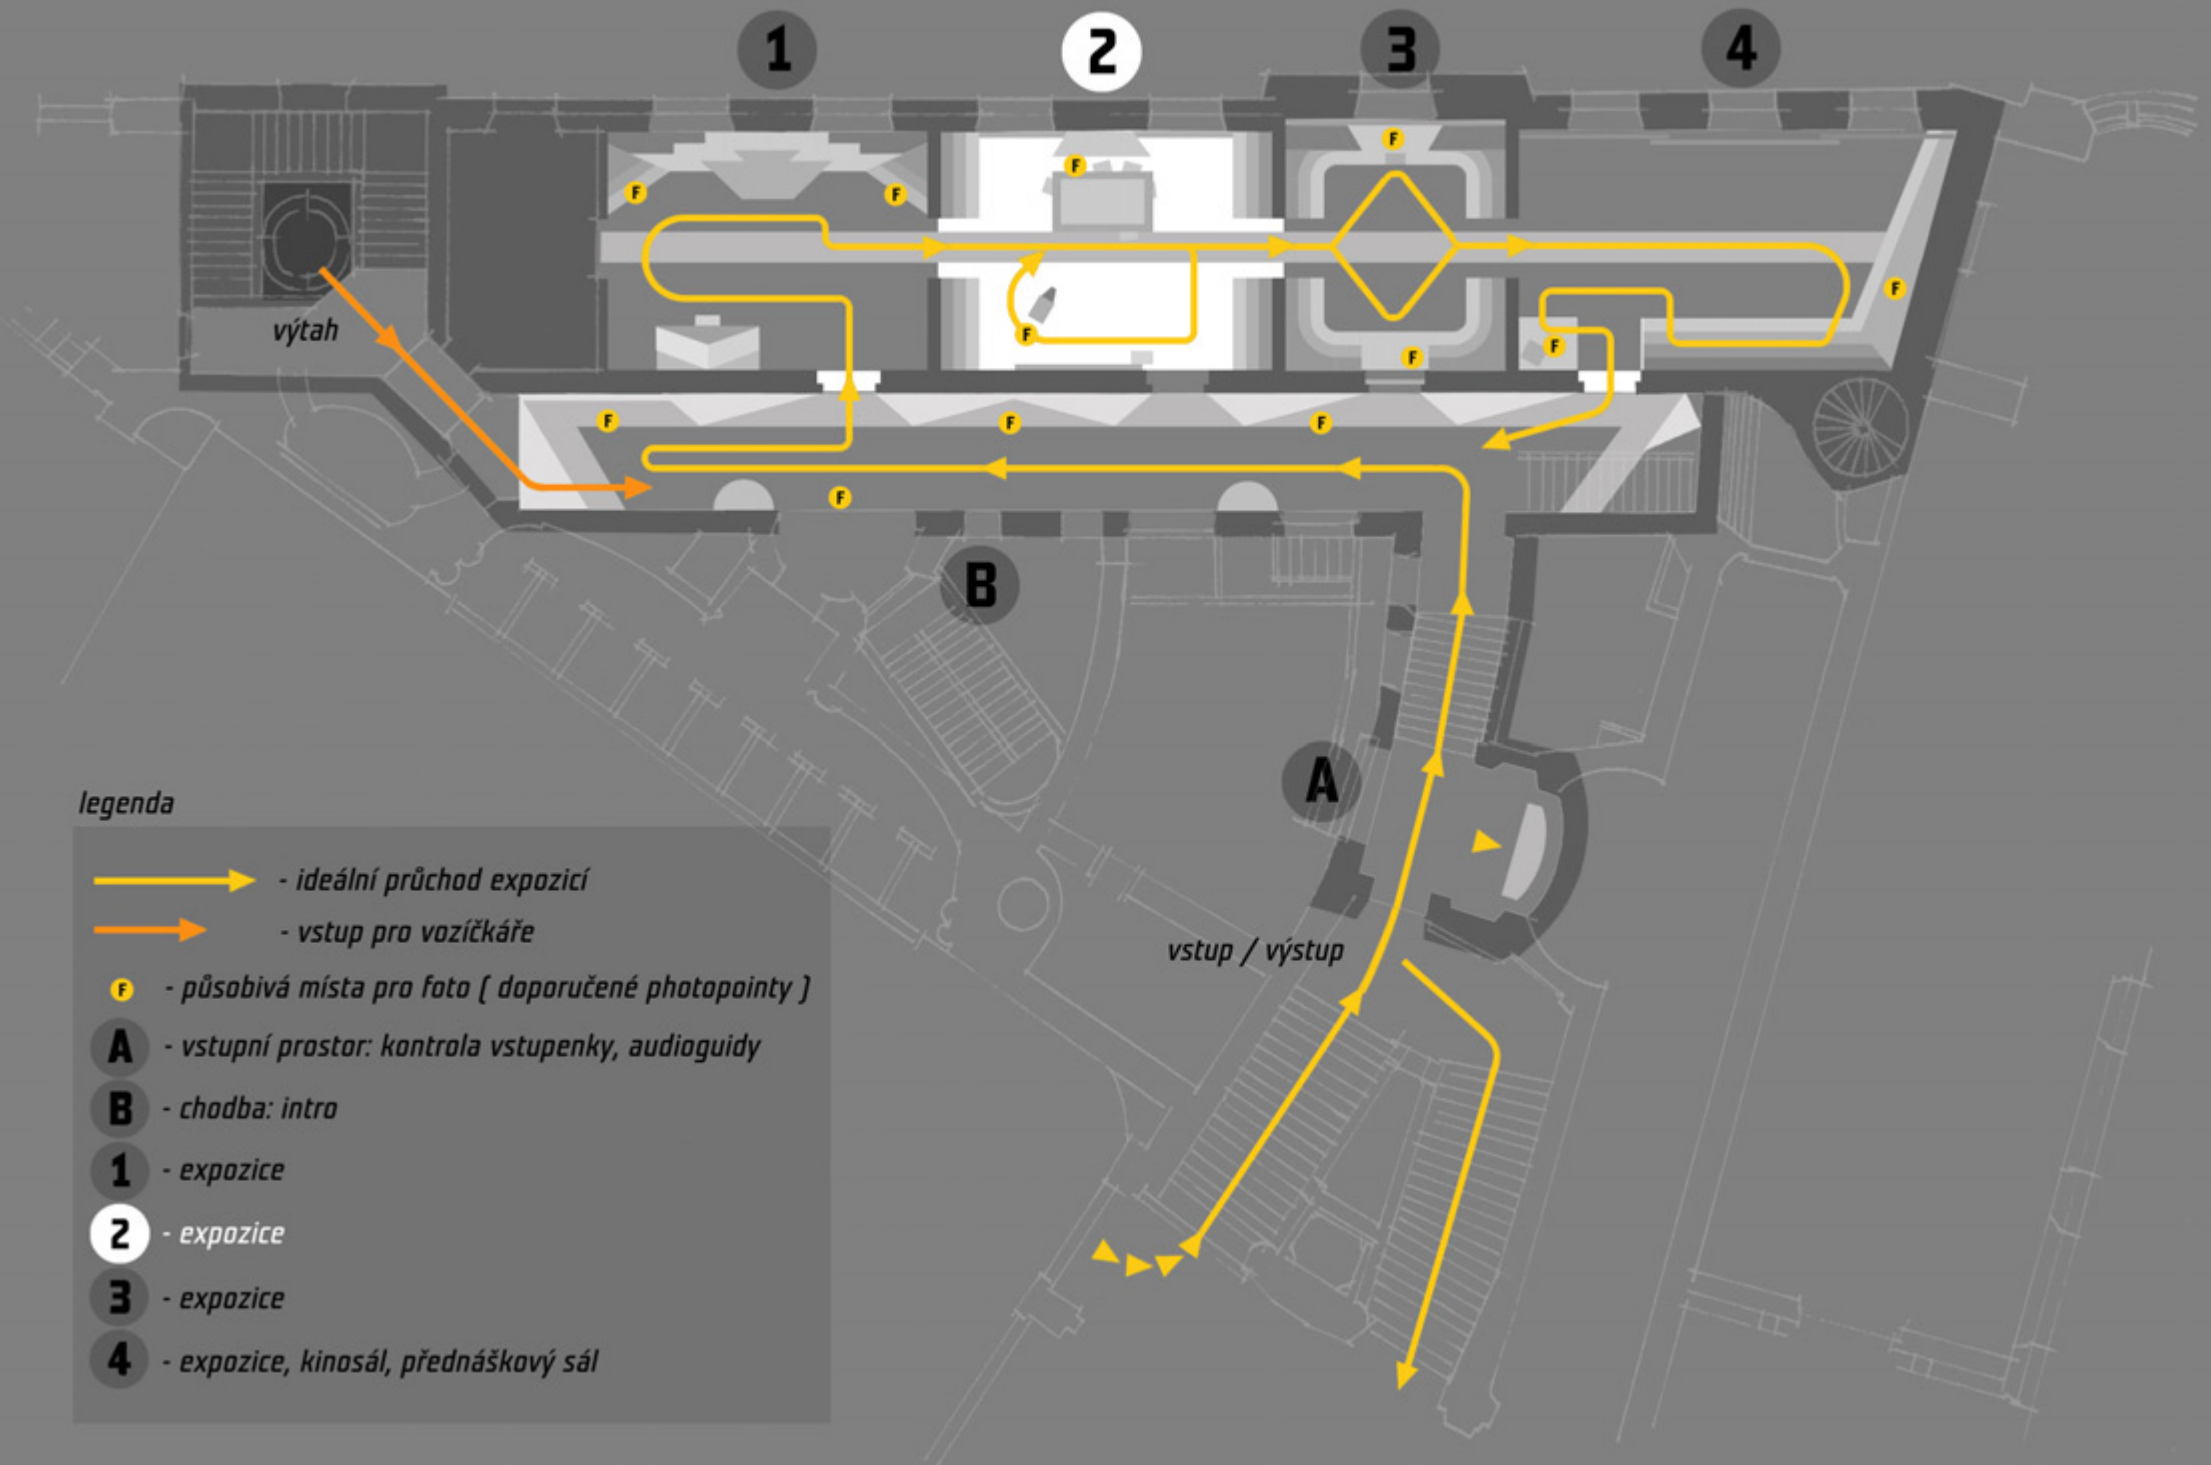 1 2 3 4
F F F
F F
výtah
F
F F
F F F
F
B
A
vstup / výstup
legenda
- ideální průchod expozicí
- vstup pro vozíčkáře
F - působivá místa pro foto ( doporučené photopointy )
A - vstupní prostor: kontrola vstupenky, audioguidy
B - chodba: intro
1 - expozice
2 - expozice
3 - expozice
4 - expozice, kinosál, přednáškový sál